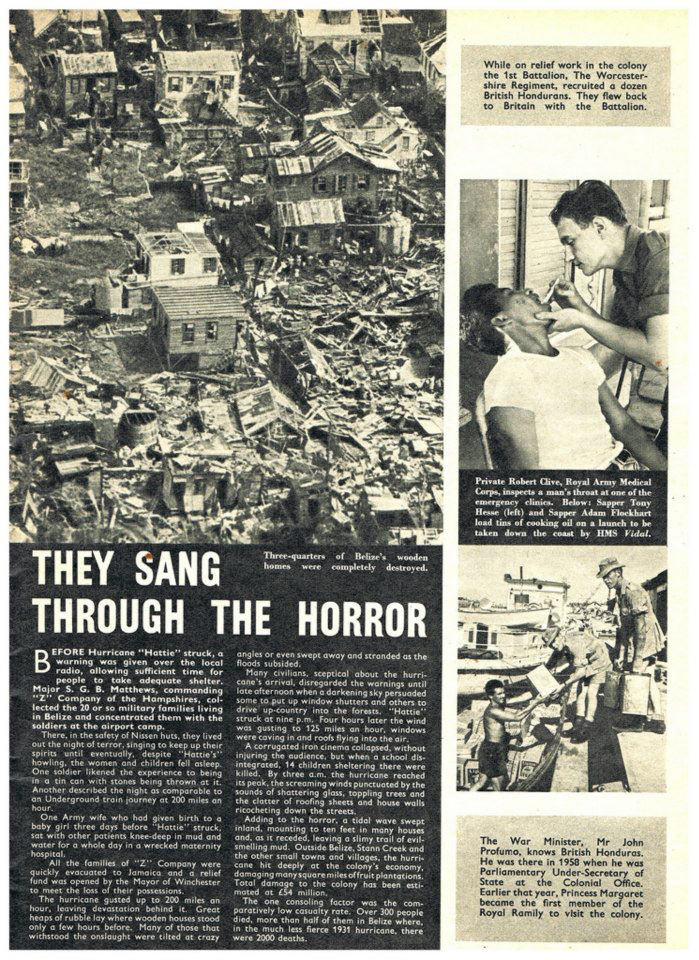 While on relief work in the colony
the 1st Battalion, The Worcester-
shire Regiment, recruited a dozen
British Hondurans. They flew back
to Britain with the Battalion.
Private Robert Clive, Royal Army Medical
Corps, inspects a man's throat at one of the
emergency clinics. Below: Sapper Tony
Hesse (left) and Sapper Adam Flockhart
load tins of cooking oil on a launch to be
taken down the coast by HMS Vidal.
Three-quarters of Belize's wooden
homes were completely destroyed.
THEY SANG
THROUGH THE HORROR
BEFORE Hurricane "Hattie" struck, a
warning was given over the local
radio, allowing sufficient time for
people to take adequate shelter.
Major S. G. B. Matthews, commanding
"Z" Company of the Hampshires, col-
lected the 20 or so military families living
in Belize and concentrated them with the
soldiers at the airport camp.
There, in the safety of Nissen huts, they lived
out the night of terror, singing to keep up their
spirits until eventually, despite "Hattie's"
howling, the women and children fell asleep.
One soldier likened the experience to being
in a tin with stones being thrown at it.
Another described the night as comparable to
an Underground train journey at 200 miles an
hour.
One Army wife who had given birth to a
baby girl three days before "Hattie" struck,
sat with other patients knee-deep in mud and
water for a whole day in a wrecked maternity
hospital.
All the families of "Z" Company were
quickly evacuated to Jamaica and a relief
fund was opened by the Mayor of Winchester
to meet the loss of their possessions.
The hurricane gusted up to 200 miles an
hour, leaving devastation behind it. Great
heaps of rubble lay where wooden houses stood
only a few hours before. Many of those that
withstood the onslaught were tilted at crazy
angles or even swept away and stranded as the
floods subsided.
Many civilians, sceptical about the hurri-
cane's arrival, disregarded the warnings until
late afternoon when a darkening sky persuaded
some to put up window shutters and others to
drive up-country into the forests. "Hattie"
struck at nine p.m. Four hours later the wind
was gusting to 125 miles an hour, windows
were caving in and roofs flying into the air.
A corrugated iron cinema collapsed, without
injuring the audience, but when a school dis-
integrated, 14 children sheltering there were
killed. By three a.m. the hurricane reached
its peak, the screaming winds punctuated by the
sounds of shattering glass, toppling trees and
the clatter of roofing sheets and house walls
ricocheting down the streets.
Adding to the horror, a tidal wave swept
inland, mounting to ten feet in many houses
and, as it receded, leaving a slimy trail of evil-
smelling mud. Outside Belize, Stann Creek and
the other small towns and villages, the hurri-
cane hit deeply at the colony's economy,
damaging many square miles of fruit plantations.
Total damage to the colony has been esti-
mated at £54 million.
The one consoling factor was the com-
paratively low casualty rate. Over 300 people
died, more than half of them in Belize where,
in the much less fierce 1931 hurricane, there
were 2000 deaths.
The War Minister, Mr John
Profumo, knows British Honduras.
He was there in 1958 when he was
Parliamentary Under-Secretary of
State at the Colonial Office.
Earlier that year, Princess Margaret
became the first member of the
Royal Ramily to visit the colony.